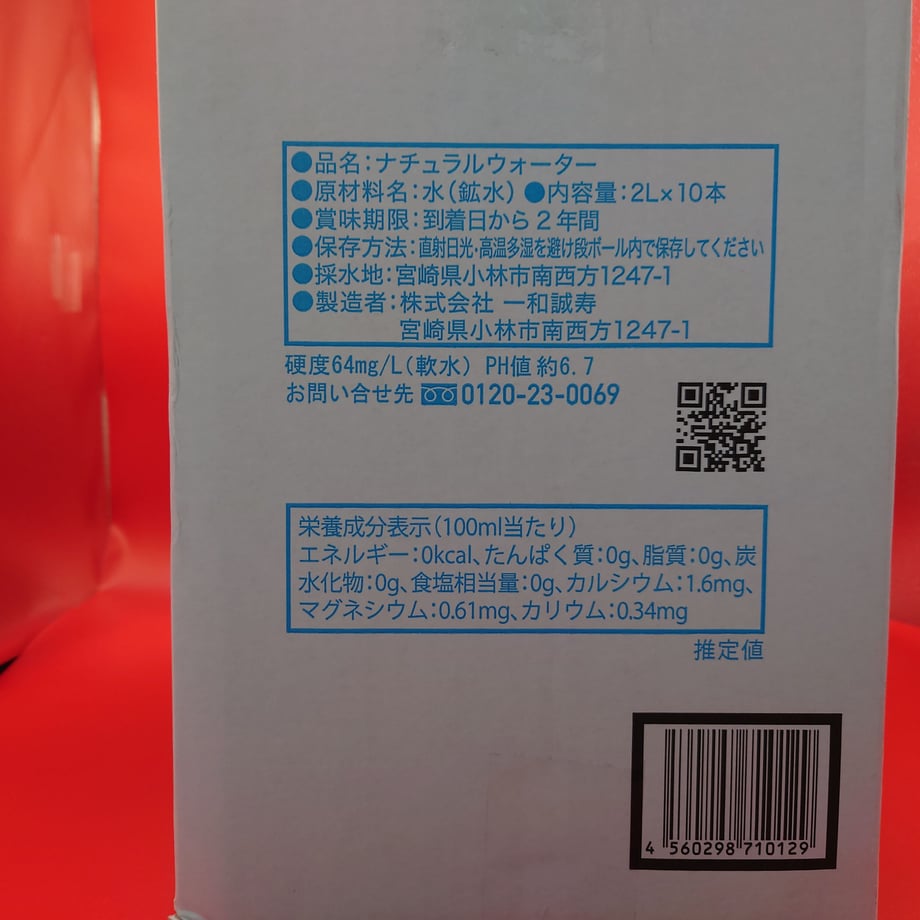 ●品名：ナチュラルウォーター
●原材料名：水（鉱水） ●内容量：2L×10本
●賞味期限：到着日から２年間
●保存方法：直射日光・高温多湿を避け段ボール内で保存してください
●採水地：宮崎県小林市南西方1247-1
●製造者：株式会社 一和誠寿
宮崎県小林市南西方1247-1
硬度64mg/L（軟水） PH値 約6.7
お問い合せ先 0120-23-0069
栄養成分表示（100ml当たり）
エネルギー：0kcal、たんぱく質：0g、脂質：0g、炭
水化物：0g、食塩相当量：0g、カルシウム：1.6mg、
マグネシウム：0.61mg、カリウム：0.34mg
推定値
4 560298 710129